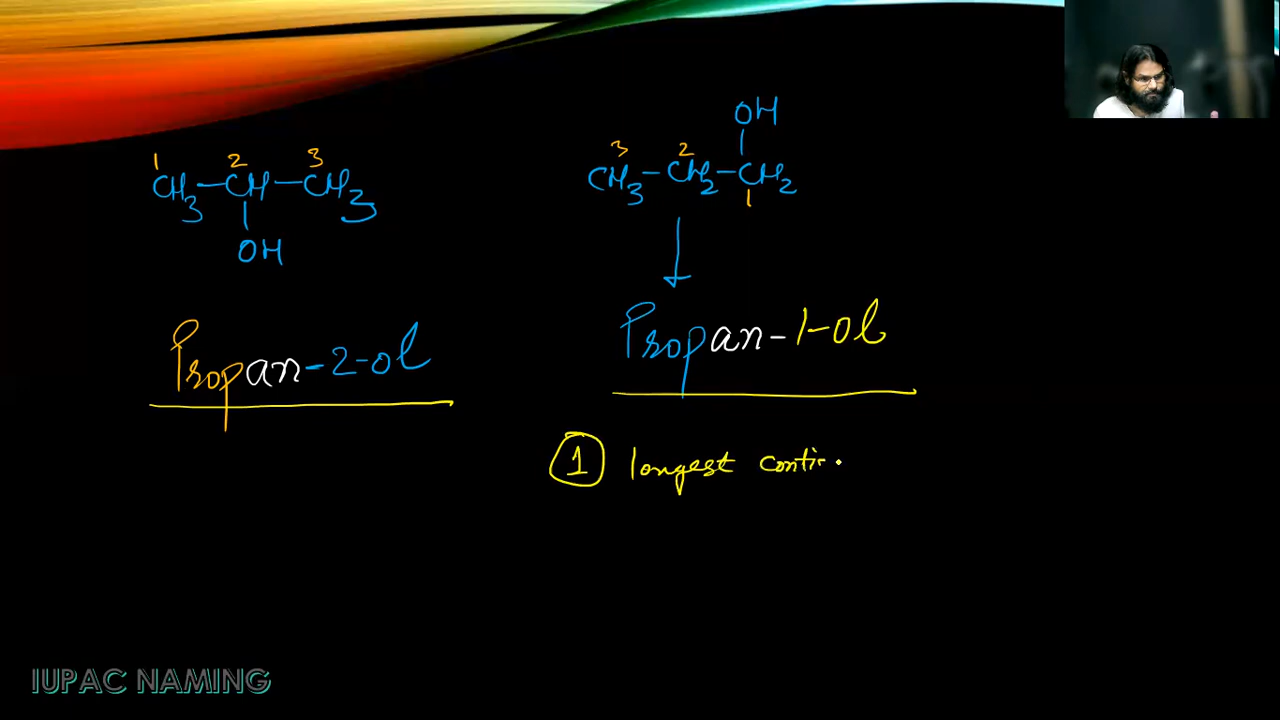 OH
1 2 3
CH3-CH-CH3
OH
3 2
CH3-CH2-CH2
1
Propan-2-ol
Propan-1-ol
1 longest contin
IUPAC NAMING